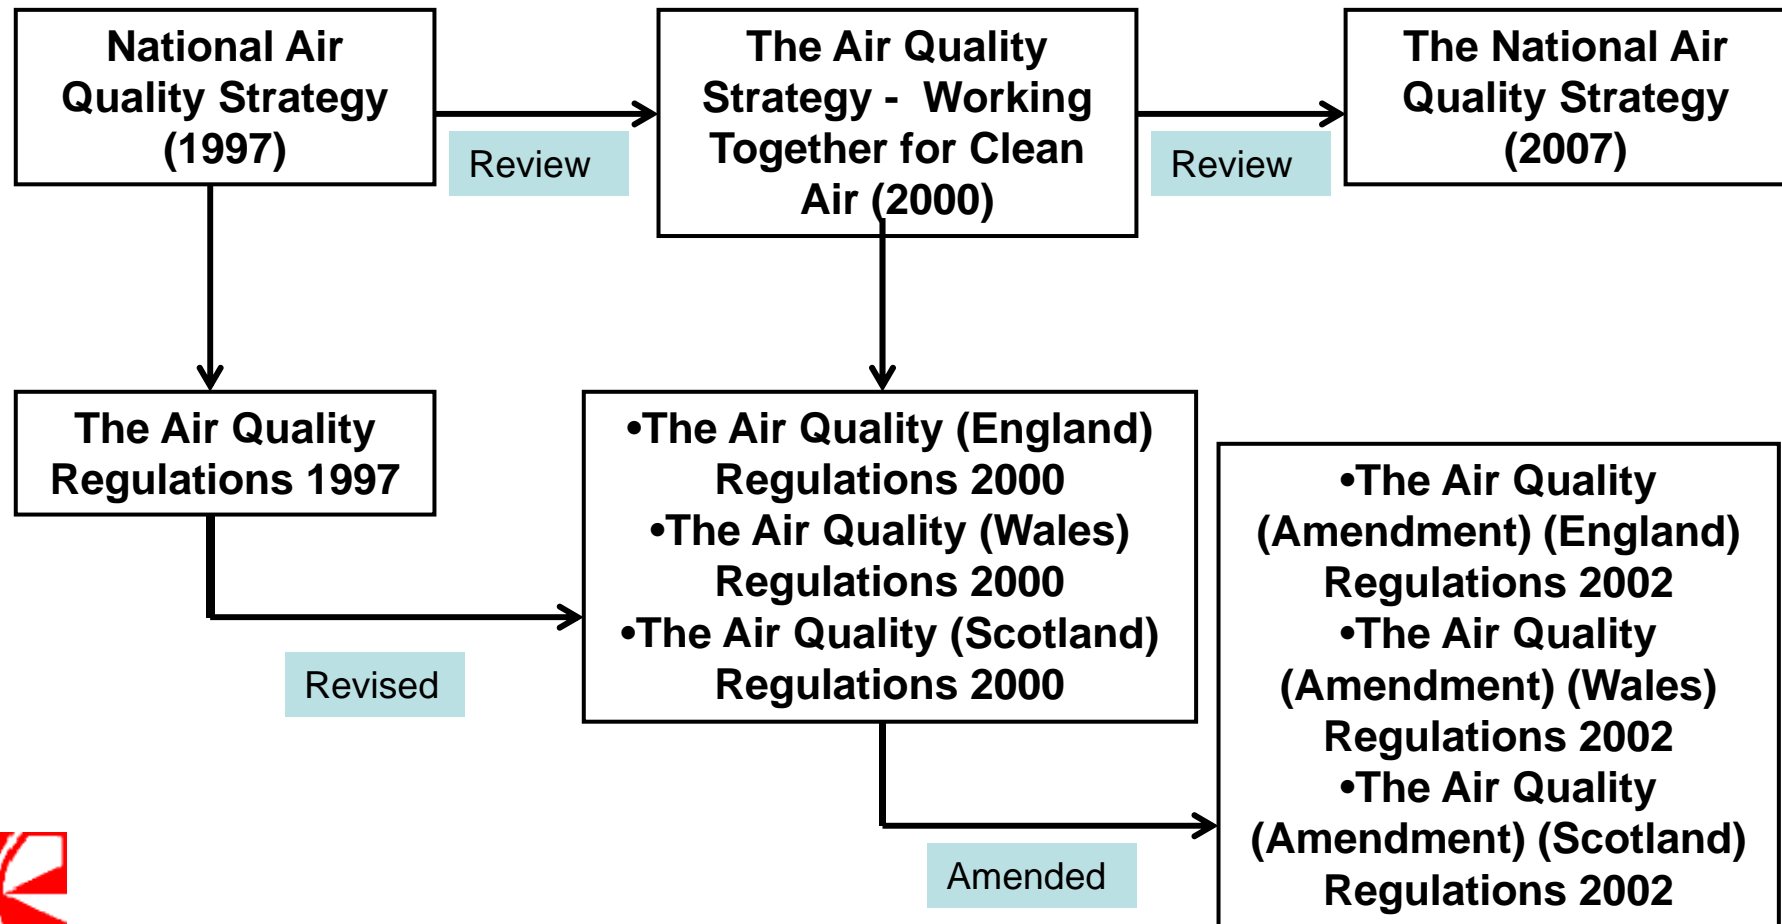 National Air
Quality Strategy
(1997)
Review
The Air Quality
Strategy -  Working
Together for Clean
Air (2000)
Review
The National Air
Quality Strategy
(2007)
The Air Quality
Regulations 1997
Revised
•The Air Quality (England)
Regulations 2000
•The Air Quality (Wales)
Regulations 2000
•The Air Quality (Scotland)
Regulations 2000
Amended
•The Air Quality
(Amendment) (England)
Regulations 2002
•The Air Quality
(Amendment) (Wales)
Regulations 2002
•The Air Quality
(Amendment) (Scotland)
Regulations 2002